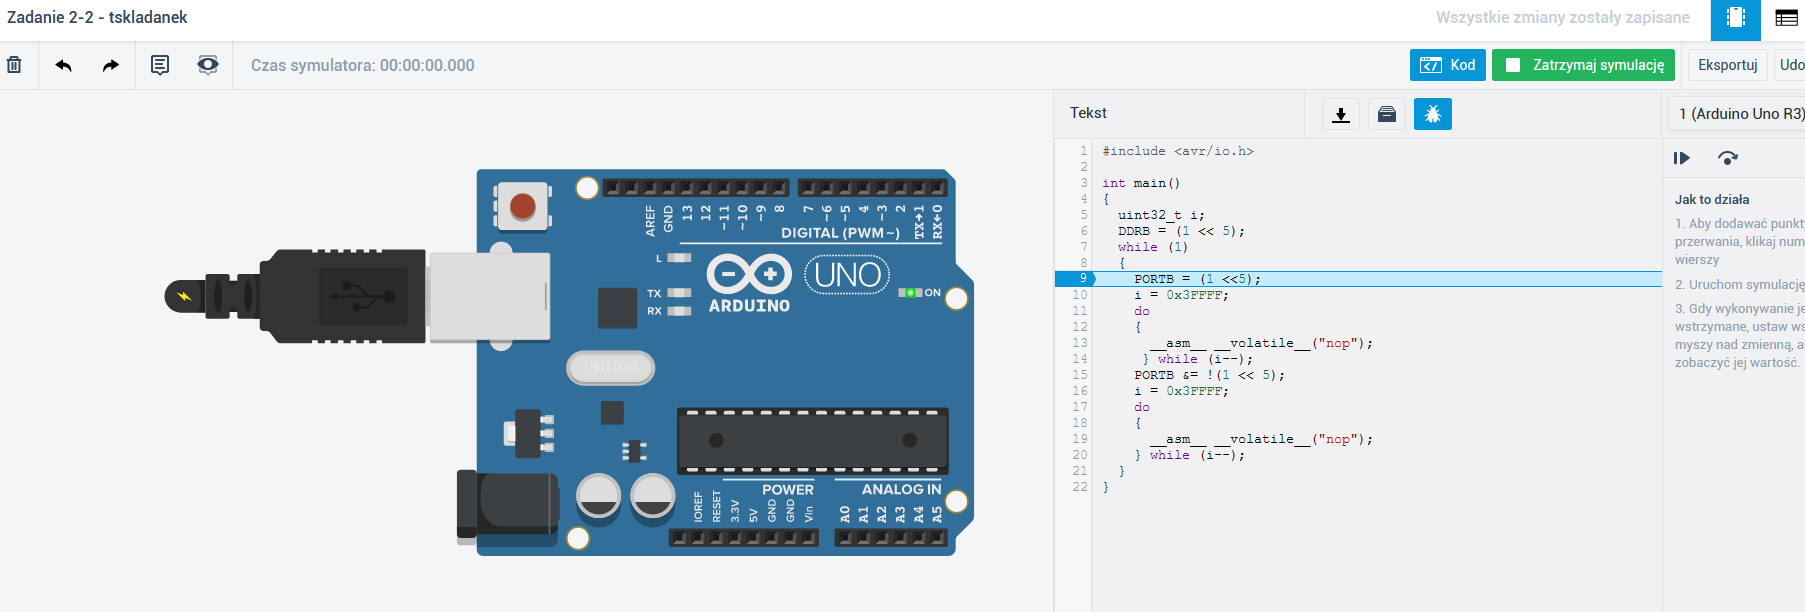 Zadanie 2-2 - tskladanek
Wszystkie zmiany zostały zapisane
Czas symulatora: 00:00:00.000
Kod
Zatrzymaj symulację
Eksportuj
Udo
Tekst
1 (Arduino Uno R3)
1 #include <avr/io.h>
2
3 int main()
4 {
5 uint32_t i;
6 DDRB = (1 << 5);
7 while (1)
8 {
9 PORTB = (1 <<5);
10 i = 0x3FFFF;
11 do
12 {
13 __asm__ __volatile__("nop");
14 } while (i--);
15 PORTB &= !(1 << 5);
16 i = 0x3FFFF;
17 do
18 {
19 __asm__ __volatile__("nop");
20 } while (i--);
21 }
22 }
Jak to działa
1. Aby dodawać punkty
przerwania, klikaj num
wierszy
2. Uruchom symulację
3. Gdy wykonywanie je
wstrzymane, ustaw ws
myszy nad zmienną, a
zobaczyć jej wartość.
AREF
GND
13
12
~11
~10
~9
8
7
~6
~5
4
~3
2
TX→1
RX←0
DIGITAL (PWM~)
L
TX
RX
ARDUINO
UNO
ON
SPK16.000G
POWER
ANALOG IN
IOREF
RESET
3.3V
5V
GND
GND
Vin
A0
A1
A2
A3
A4
A5